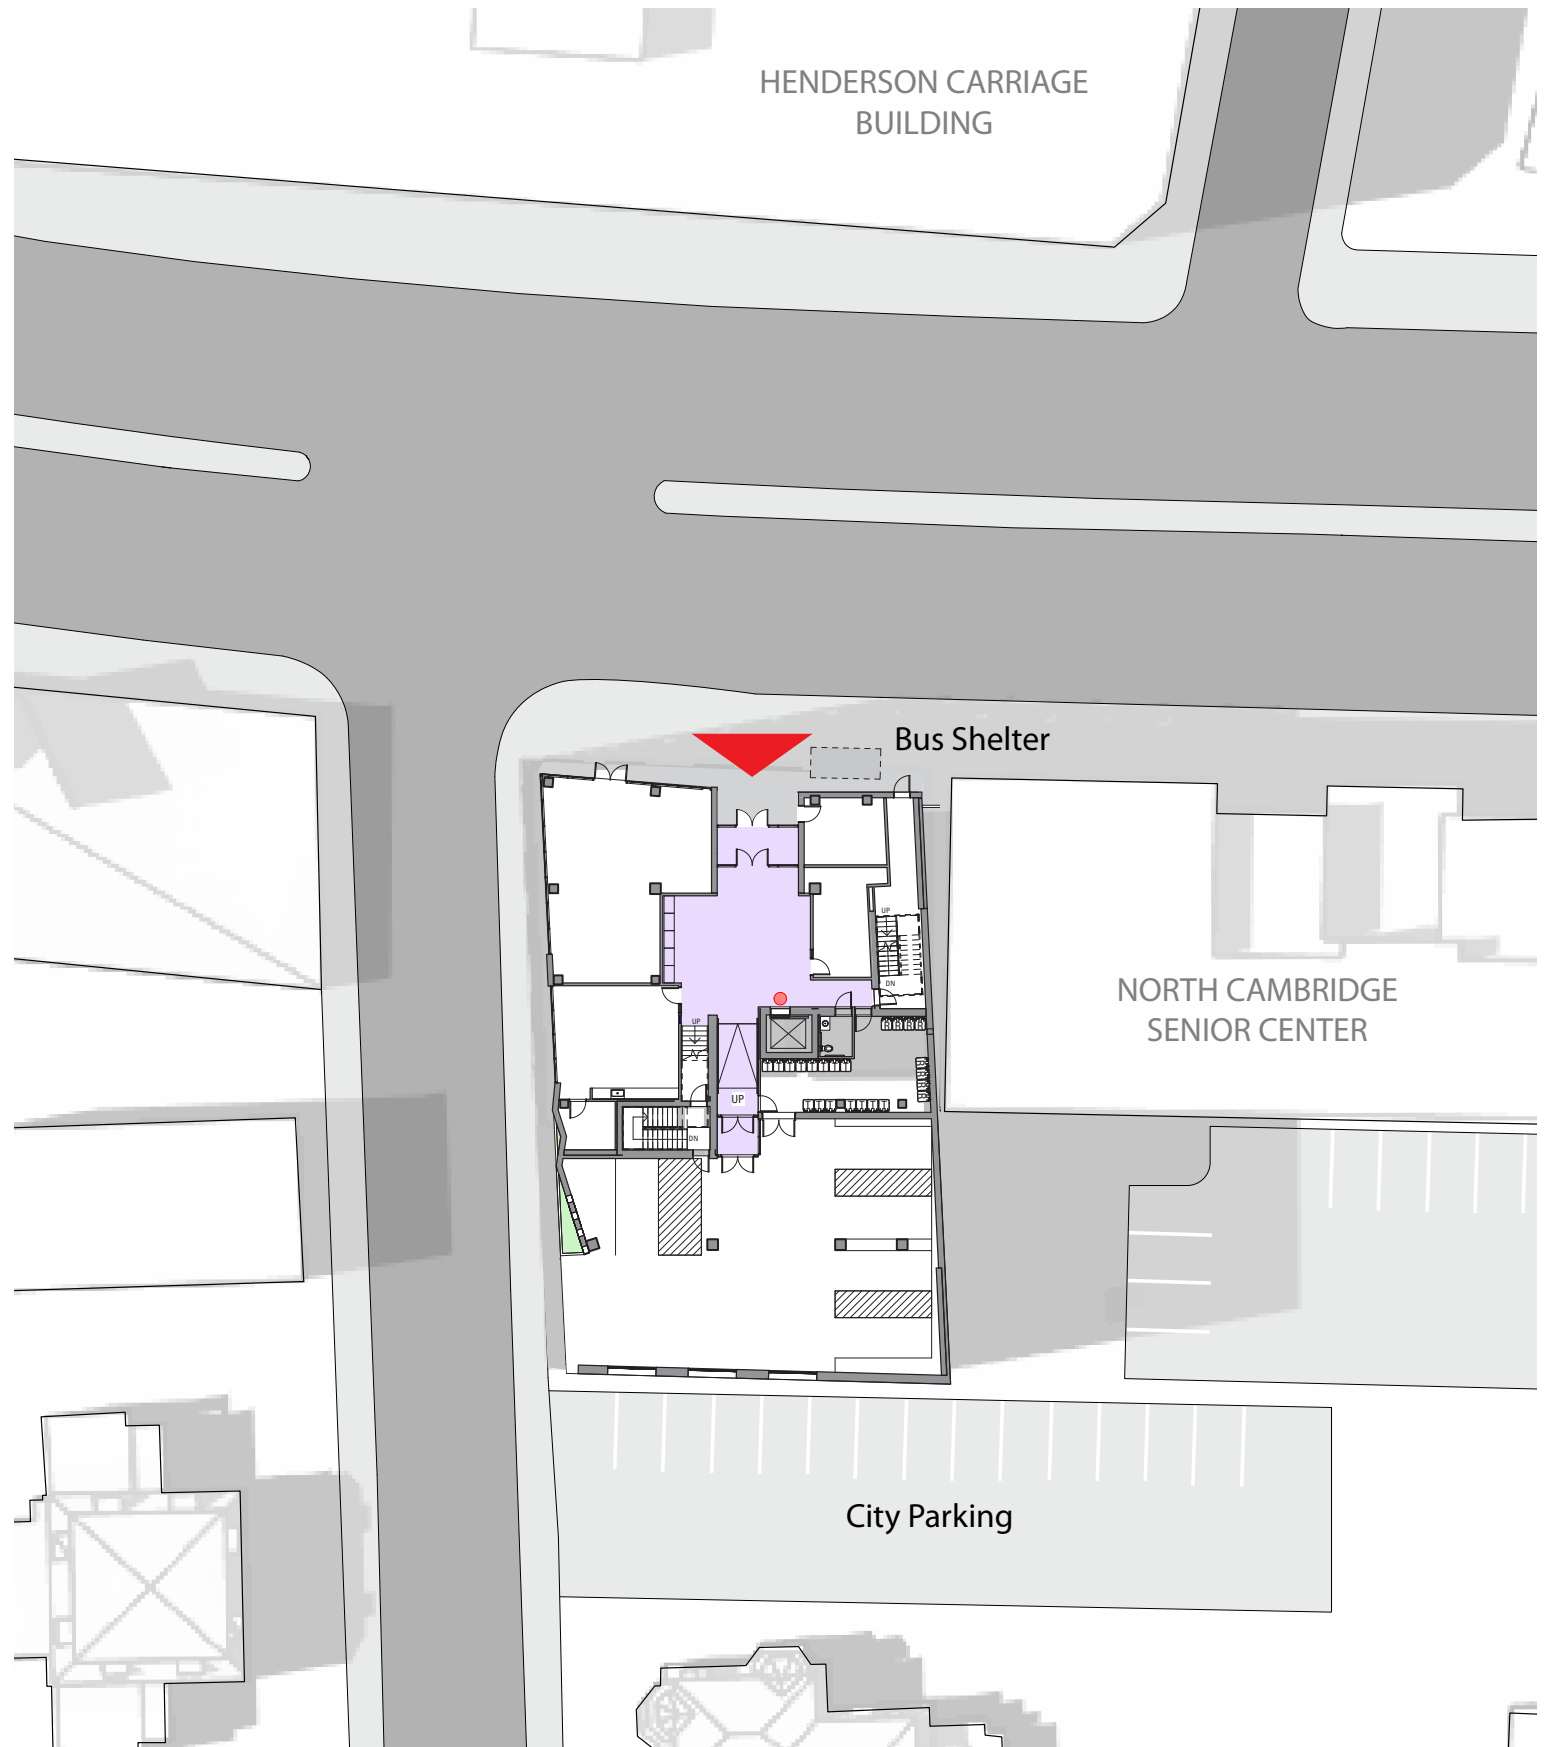 HENDERSON CARRIAGE
BUILDING
Bus Shelter
UP
DN
NORTH CAMBRIDGE
SENIOR CENTER
UP
UP
DN
City Parking